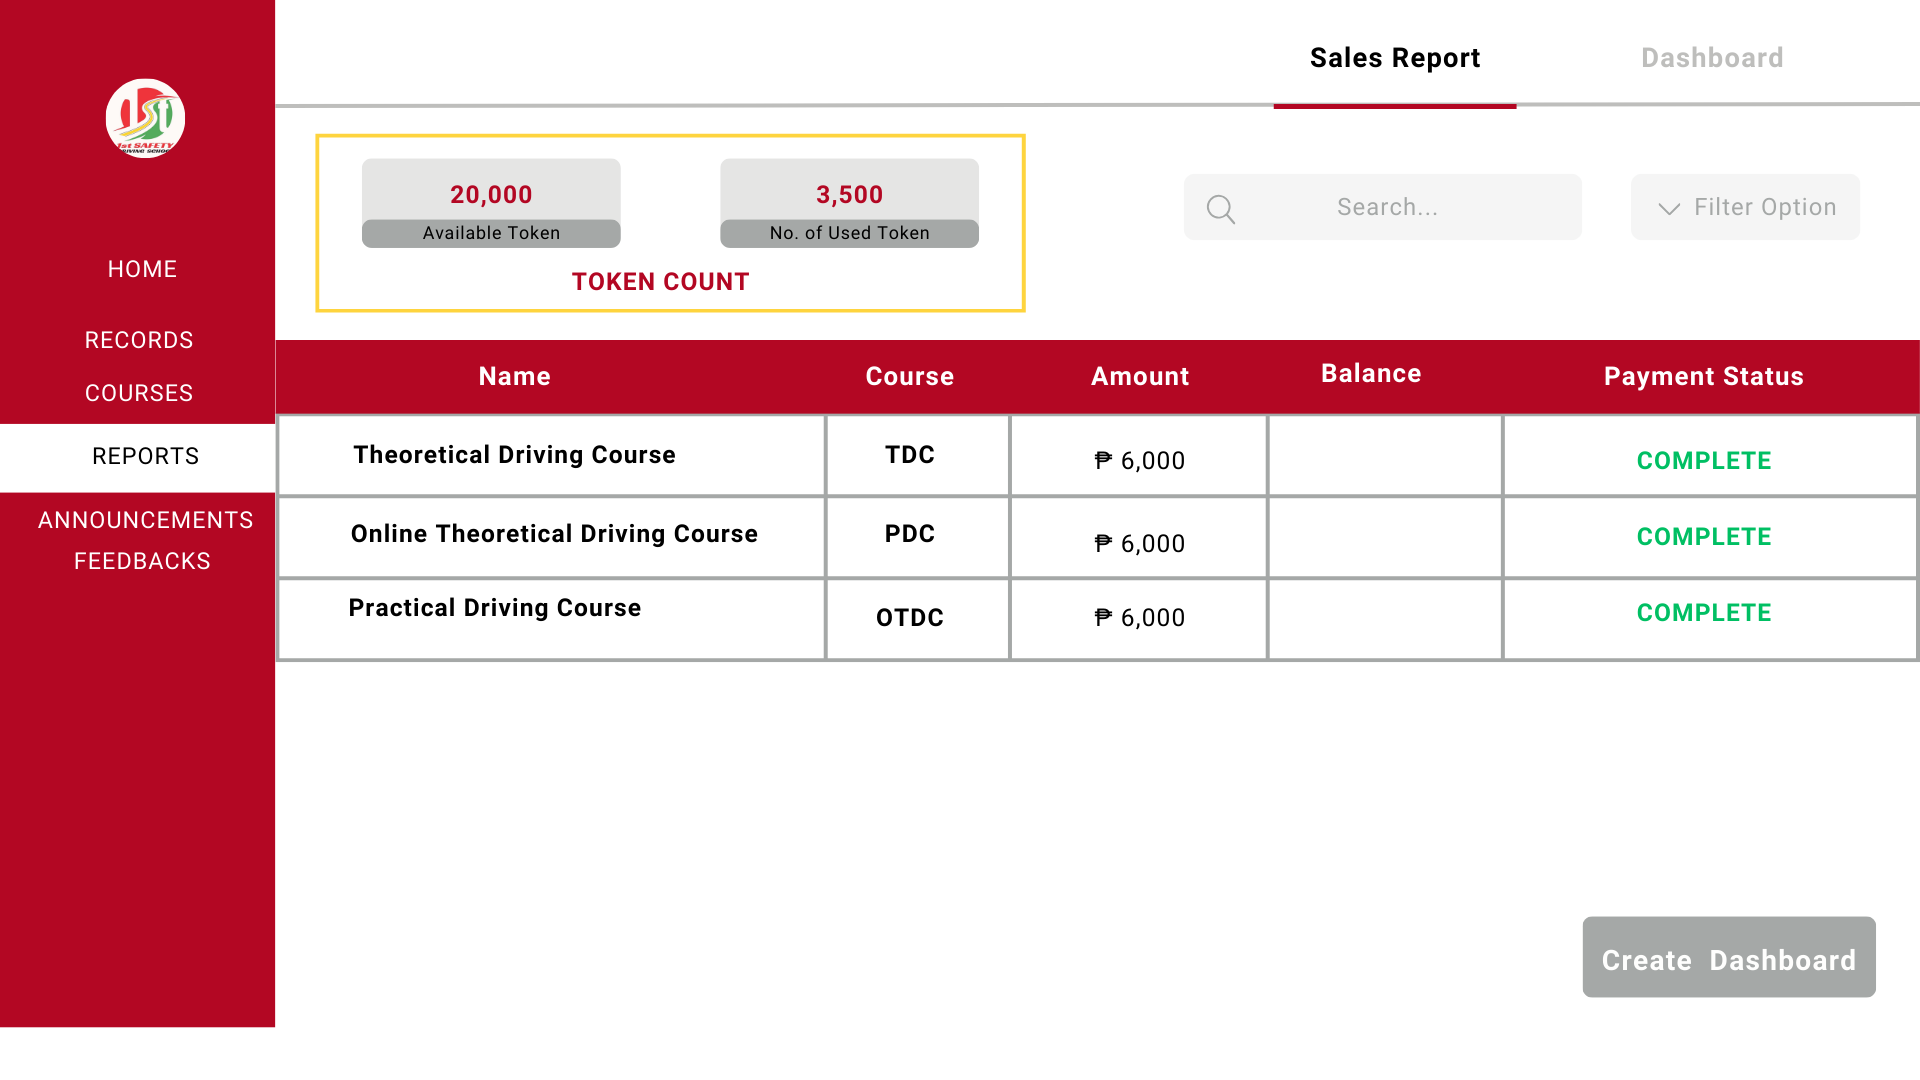 Sales Report
Dashboard
1st SAFETY
DRIVING SCHOOL
20,000
Available Token
3,500
No. of Used Token
TOKEN COUNT
Search...
Filter Option
HOME
RECORDS
COURSES
REPORTS
ANNOUNCEMENTS
FEEDBACKS
Name Course Amount Balance Payment Status
Theoretical Driving Course TDC ₱ 6,000 COMPLETE
Online Theoretical Driving Course PDC ₱ 6,000 COMPLETE
Practical Driving Course OTDC ₱ 6,000 COMPLETE
Create Dashboard